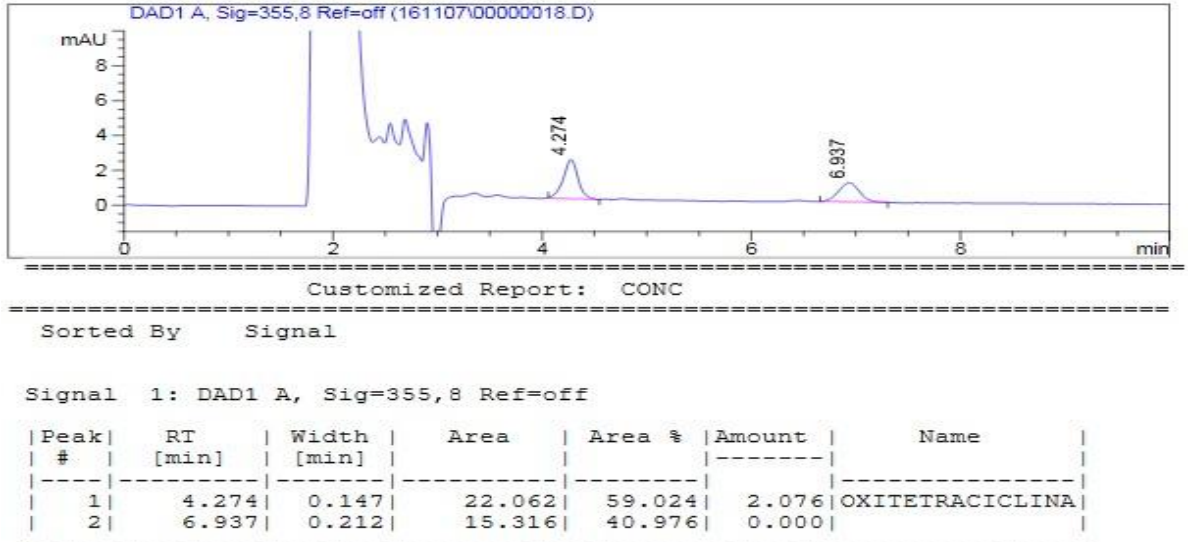 DAD1 A, Sig=355,8 Ref=off (161107\00000018.D)
mAU
8
6
4
2
0
4.274
6.937
0 2 4 6 8 min
==========================================================================
Customized Report: CONC
==========================================================================
Sorted By Signal
Signal 1: DAD1 A, Sig=355,8 Ref=off
|Peak| RT | Width | Area | Area % |Amount | Name |
| # | [min] | [min] | | |-------| |
|----|---------|-------|----------|--------| |---------------|
| 1| 4.274| 0.147| 22.062| 59.024| 2.076|OXITETRACICLINA|
| 2| 6.937| 0.212| 15.316| 40.976| 0.000| |